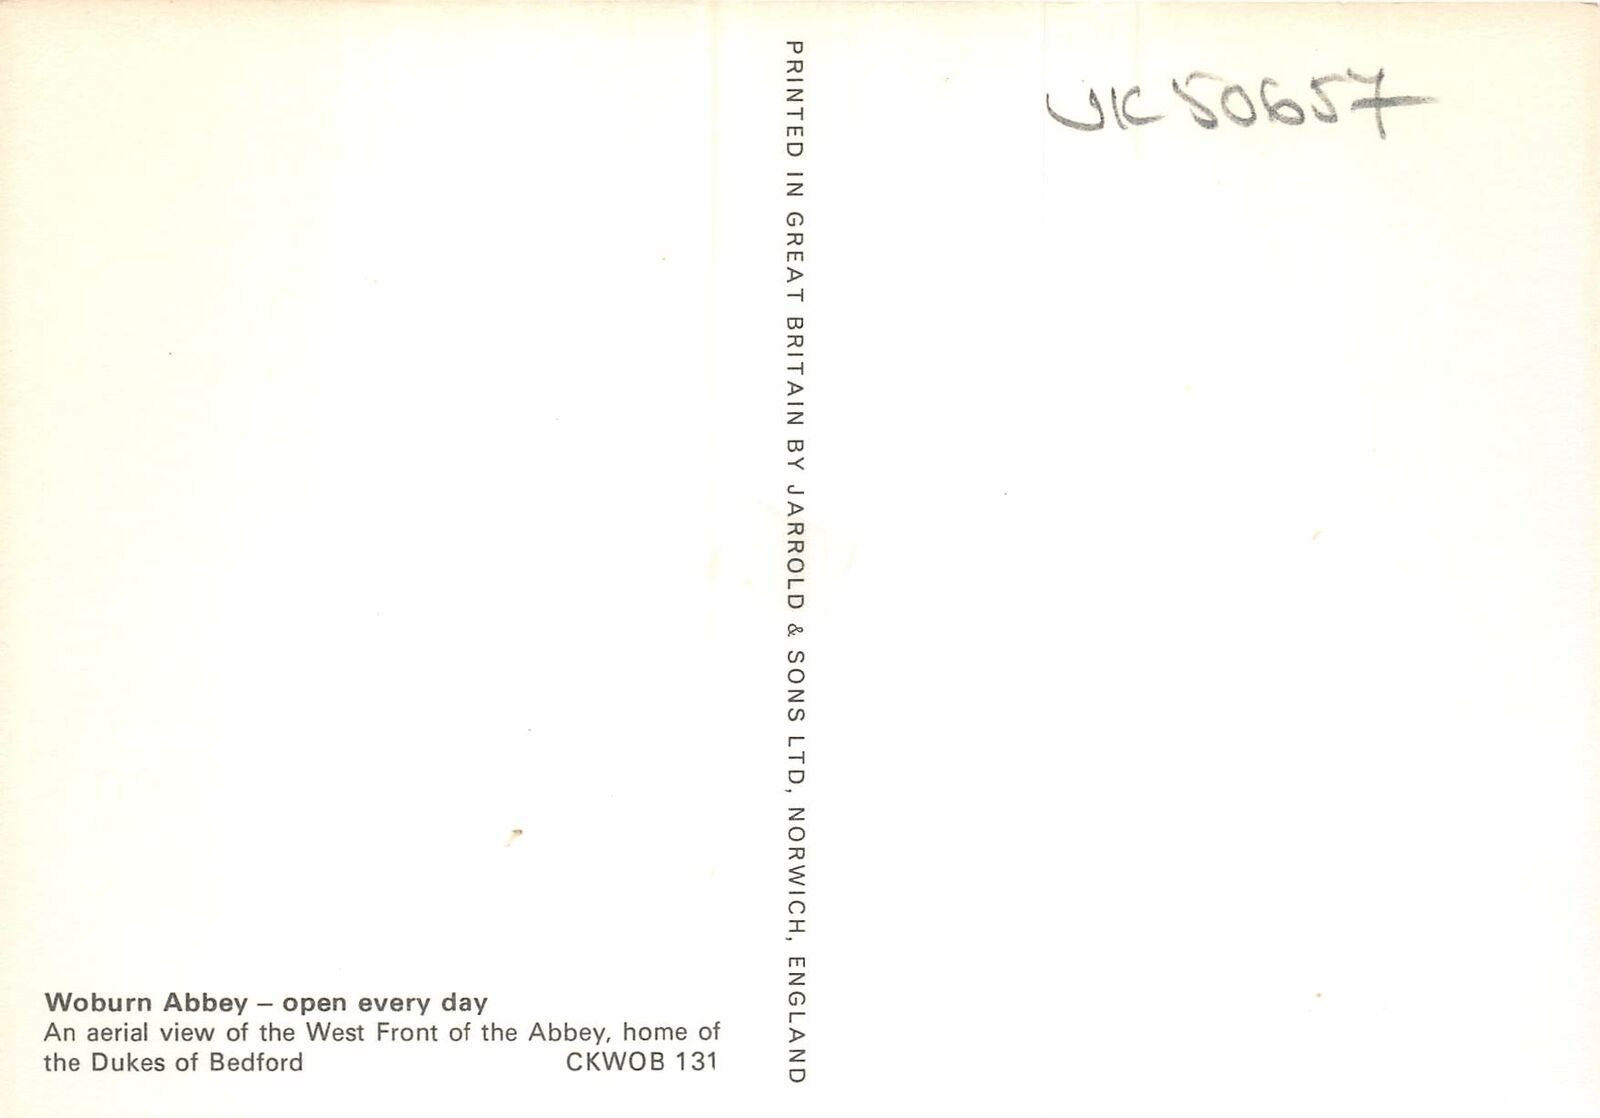 UK50657
PRINTED IN GREAT BRITAIN BY JARROLD & SONS LTD, NORWICH, ENGLAND
Woburn Abbey – open every day
An aerial view of the West Front of the Abbey, home of
the Dukes of Bedford CKWOB 131